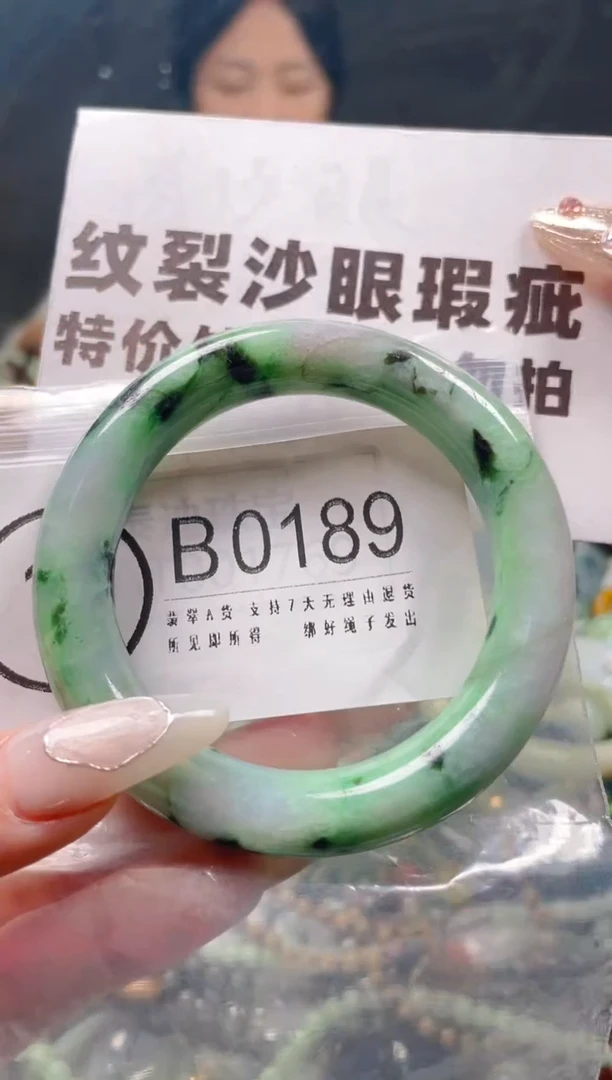 纹裂沙眼瑕疵
特价 拍
B0189
翡翠A货 支持7天无理由退货
所见即所得 绑好绳子发出